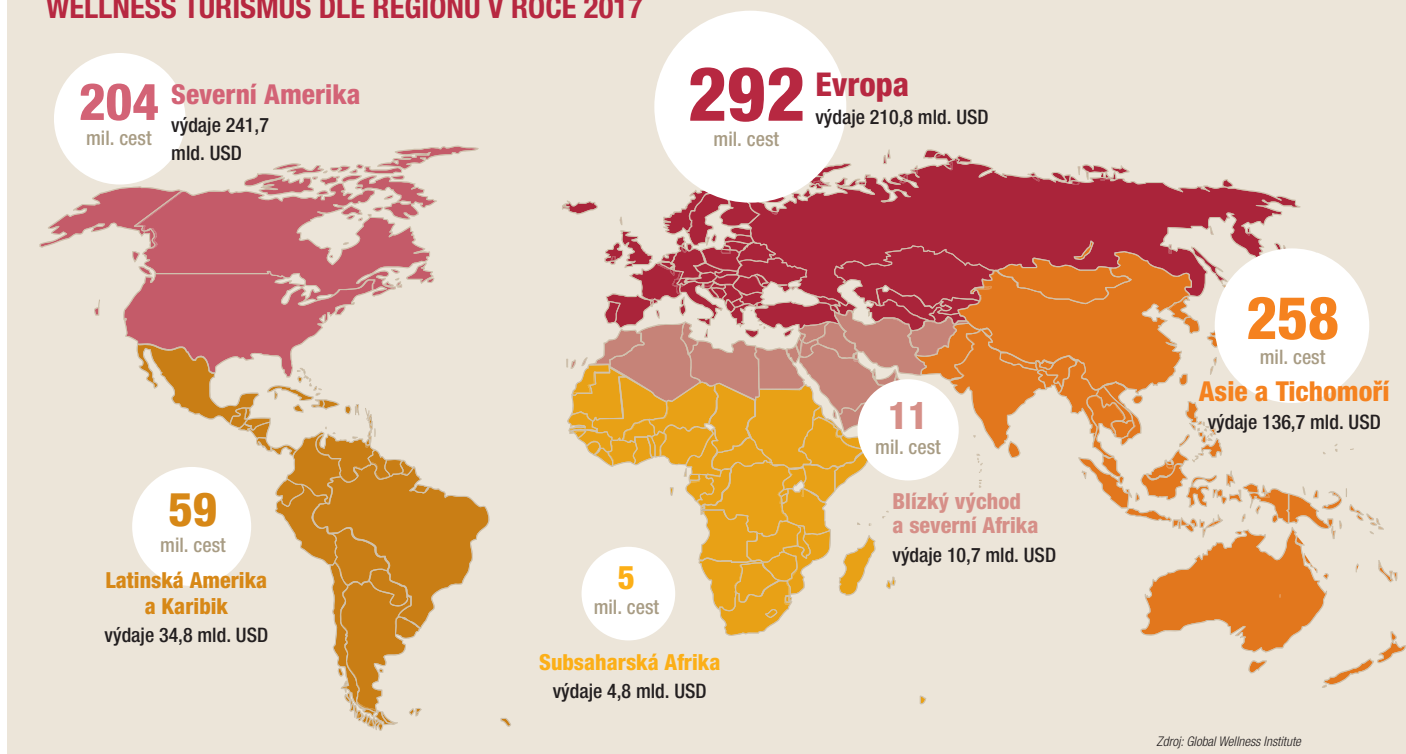 WELLNESS TURISMUS DLE REGIONŮ V ROCE 2017
204
mil. cest
Severní Amerika
výdaje 241,7
mld. USD
292
mil. cest
Evropa
výdaje 210,8 mld. USD
258
mil. cest
Asie a Tichomoří
výdaje 136,7 mld. USD
11
mil. cest
Blízký východ
a severní Afrika
výdaje 10,7 mld. USD
59
mil. cest
Latinská Amerika
a Karibik
výdaje 34,8 mld. USD
5
mil. cest
Subsaharská Afrika
výdaje 4,8 mld. USD
Zdroj: Global Wellness Institute